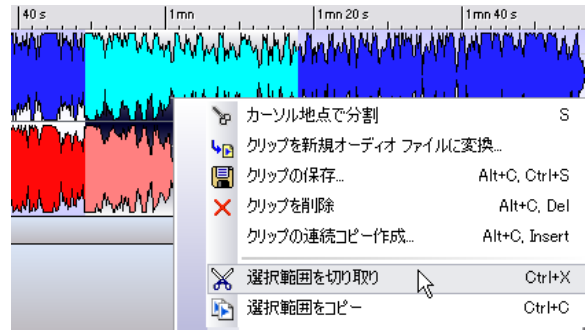 40 s 1mn 1mn 20 s 1mn 40 s
カーソル地点で分割 S
クリップを新規オーディオ ファイルに変換...
クリップの保存... Alt+C, Ctrl+S
クリップを削除 Alt+C, Del
クリップの連続コピー作成... Alt+C, Insert
選択範囲を切り取り Ctrl+X
選択範囲をコピー Ctrl+C